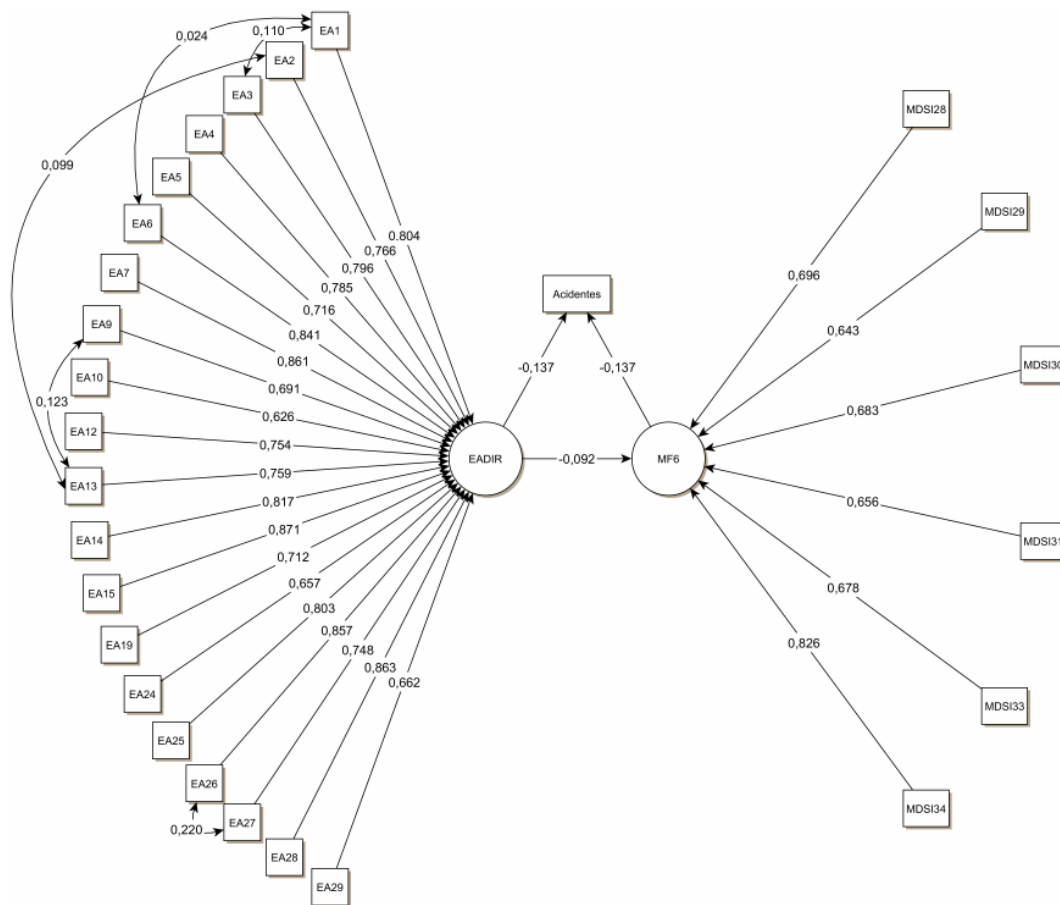 EA1
0,024
0,110
EA2
EA3
MDSI28
EA4
0,099
EA5
MDSI29
EA6
0.804
0,766
EA7
0,796
0,696
0,785
Acidentes
0,716
EA9
0,841
0,643
EA10
0,861
MDSI30
0,691
-0,137
-0,137
0,123
0,626
0,683
EA12
0,754
EADIR
-0,092
MF6
0,759
EA13
0,817
0,656
EA14
0,871
MDSI31
0,712
EA15
0,657
0,678
0,803
EA19
0,857
0,826
0,748
0,863
0,662
EA24
MDSI33
EA25
EA26
MDSI34
EA27
0,220
EA28
EA29